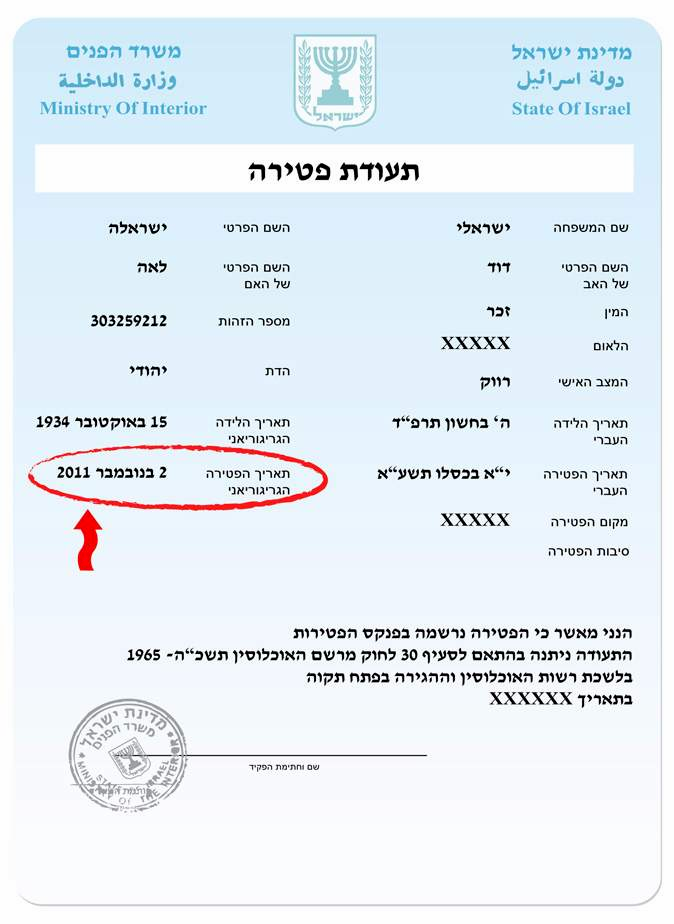 מדינת ישראל
دولة اسرائيل
State Of Israel
ישראל
משרד הפנים
وزارة الداخلية
Ministry Of Interior
תעודת פטירה
שם המשפחה ישראלי
השם הפרטי ישראלה
השם הפרטי של האב דוד
השם הפרטי של האם לאה
המין זכר
מספר הזהות 303259212
הלאום XXXXX
הדת יהודי
המצב האישי רווק
תאריך הלידה העברי ה' בחשון תרפ"ד
תאריך הלידה הגריגוריאני 15 באוקטובר 1934
תאריך הפטירה העברי י"א בכסלו תשע"א
תאריך הפטירה הגריגוריאני 2 בנובמבר 2011
מקום הפטירה XXXXX
סיבות הפטירה
הנני מאשר כי הפטירה נרשמה בפנקס הפטירות
התעודה ניתנה בהתאם לסעיף 30 לחוק מרשם האוכלוסין תשכ"ה- 1965
בלשכת רשות האוכלוסין וההגירה בפתח תקוה
בתאריך XXXXXX
שם וחתימת הפקיד
מדינת ישראל
משרד הפנים
STATE OF ISRAEL
MINISTRY OF THE INTERIOR